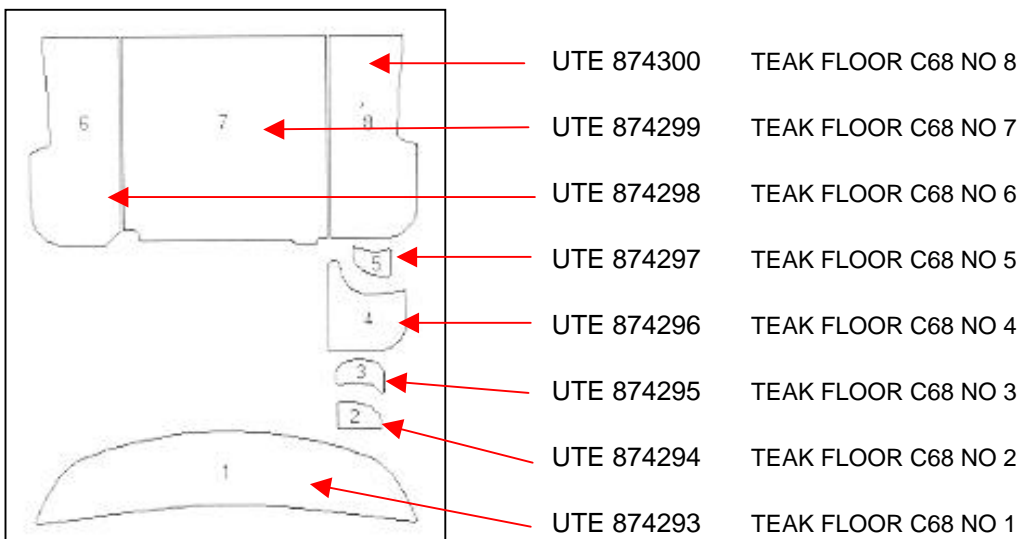 UTE 874300 TEAK FLOOR C68 NO 8
6 7 8
UTE 874299 TEAK FLOOR C68 NO 7
UTE 874298 TEAK FLOOR C68 NO 6
5
UTE 874297 TEAK FLOOR C68 NO 5
4
UTE 874296 TEAK FLOOR C68 NO 4
3
UTE 874295 TEAK FLOOR C68 NO 3
2
UTE 874294 TEAK FLOOR C68 NO 2
1
UTE 874293 TEAK FLOOR C68 NO 1